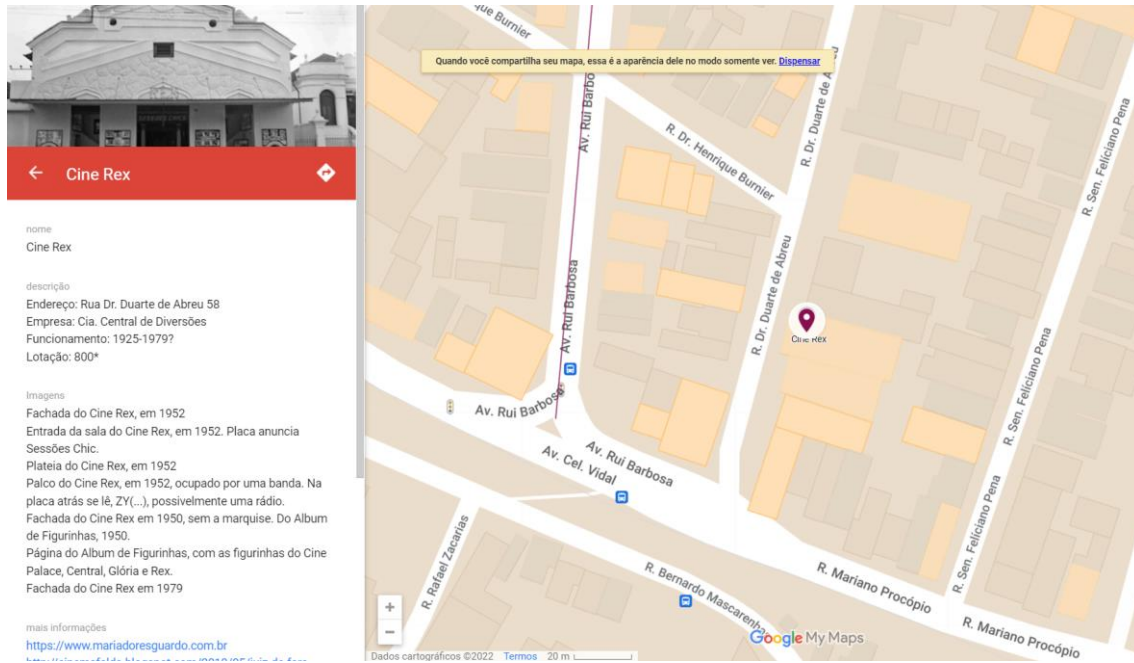 Cine Rex
nome
Cine Rex
descrição
Endereço: Rua Dr. Duarte de Abreu 58
Empresa: Cia. Central de Diversões
Funcionamento: 1925-1979?
Lotação: 800*
Imagens
Fachada do Cine Rex, em 1952
Entrada da sala do Cine Rex, em 1952. Placa anuncia
Sessões Chic.
Plateia do Cine Rex, em 1952
Palco do Cine Rex, em 1952, ocupado por uma banda. Na
placa atrás se lê, ZY(...), possivelmente uma rádio.
Fachada do Cine Rex em 1950, sem a marquise. Do Album
de Figurinhas, 1950.
Página do Album de Figurinhas, com as figurinhas do Cine
Palace, Central, Glória e Rex.
Fachada do Cine Rex em 1979
mais informações
https://www.mariadoresguardo.com.br
Burnier
Quando você compartilha seu mapa, essa é a aparência dele no modo somente ver. Dispensar
Av. Rui Barbo
R. Dr. Henrique Burnier
R. Dr. Duarte de A
R. Sen. Feliciano Pena
Av. Rui Barbosa
R. Dr. Duarte de Abreu
Cine Rex
R. Sen. Feliciano Pena
Av. Rui Barbosa
Av. Rui Barbosa
Av. Cel. Vidal
R. Sen. Feliciano Pena
R. Rafael Zacarias
R. Bernardo Mascarenha
R. Mariano Procópio
R. Mariano Procópio
+
−
Google My Maps
Dados cartográficos ©2022 Termos 20 m